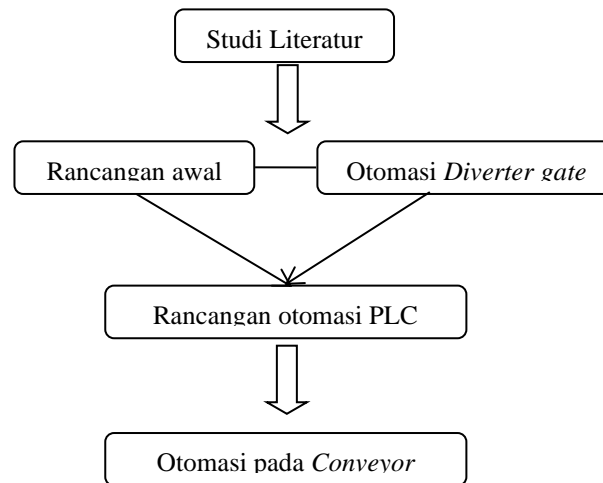 Studi Literatur
Rancangan awal
Otomasi Diverter gate
Rancangan otomasi PLC
Otomasi pada Conveyor